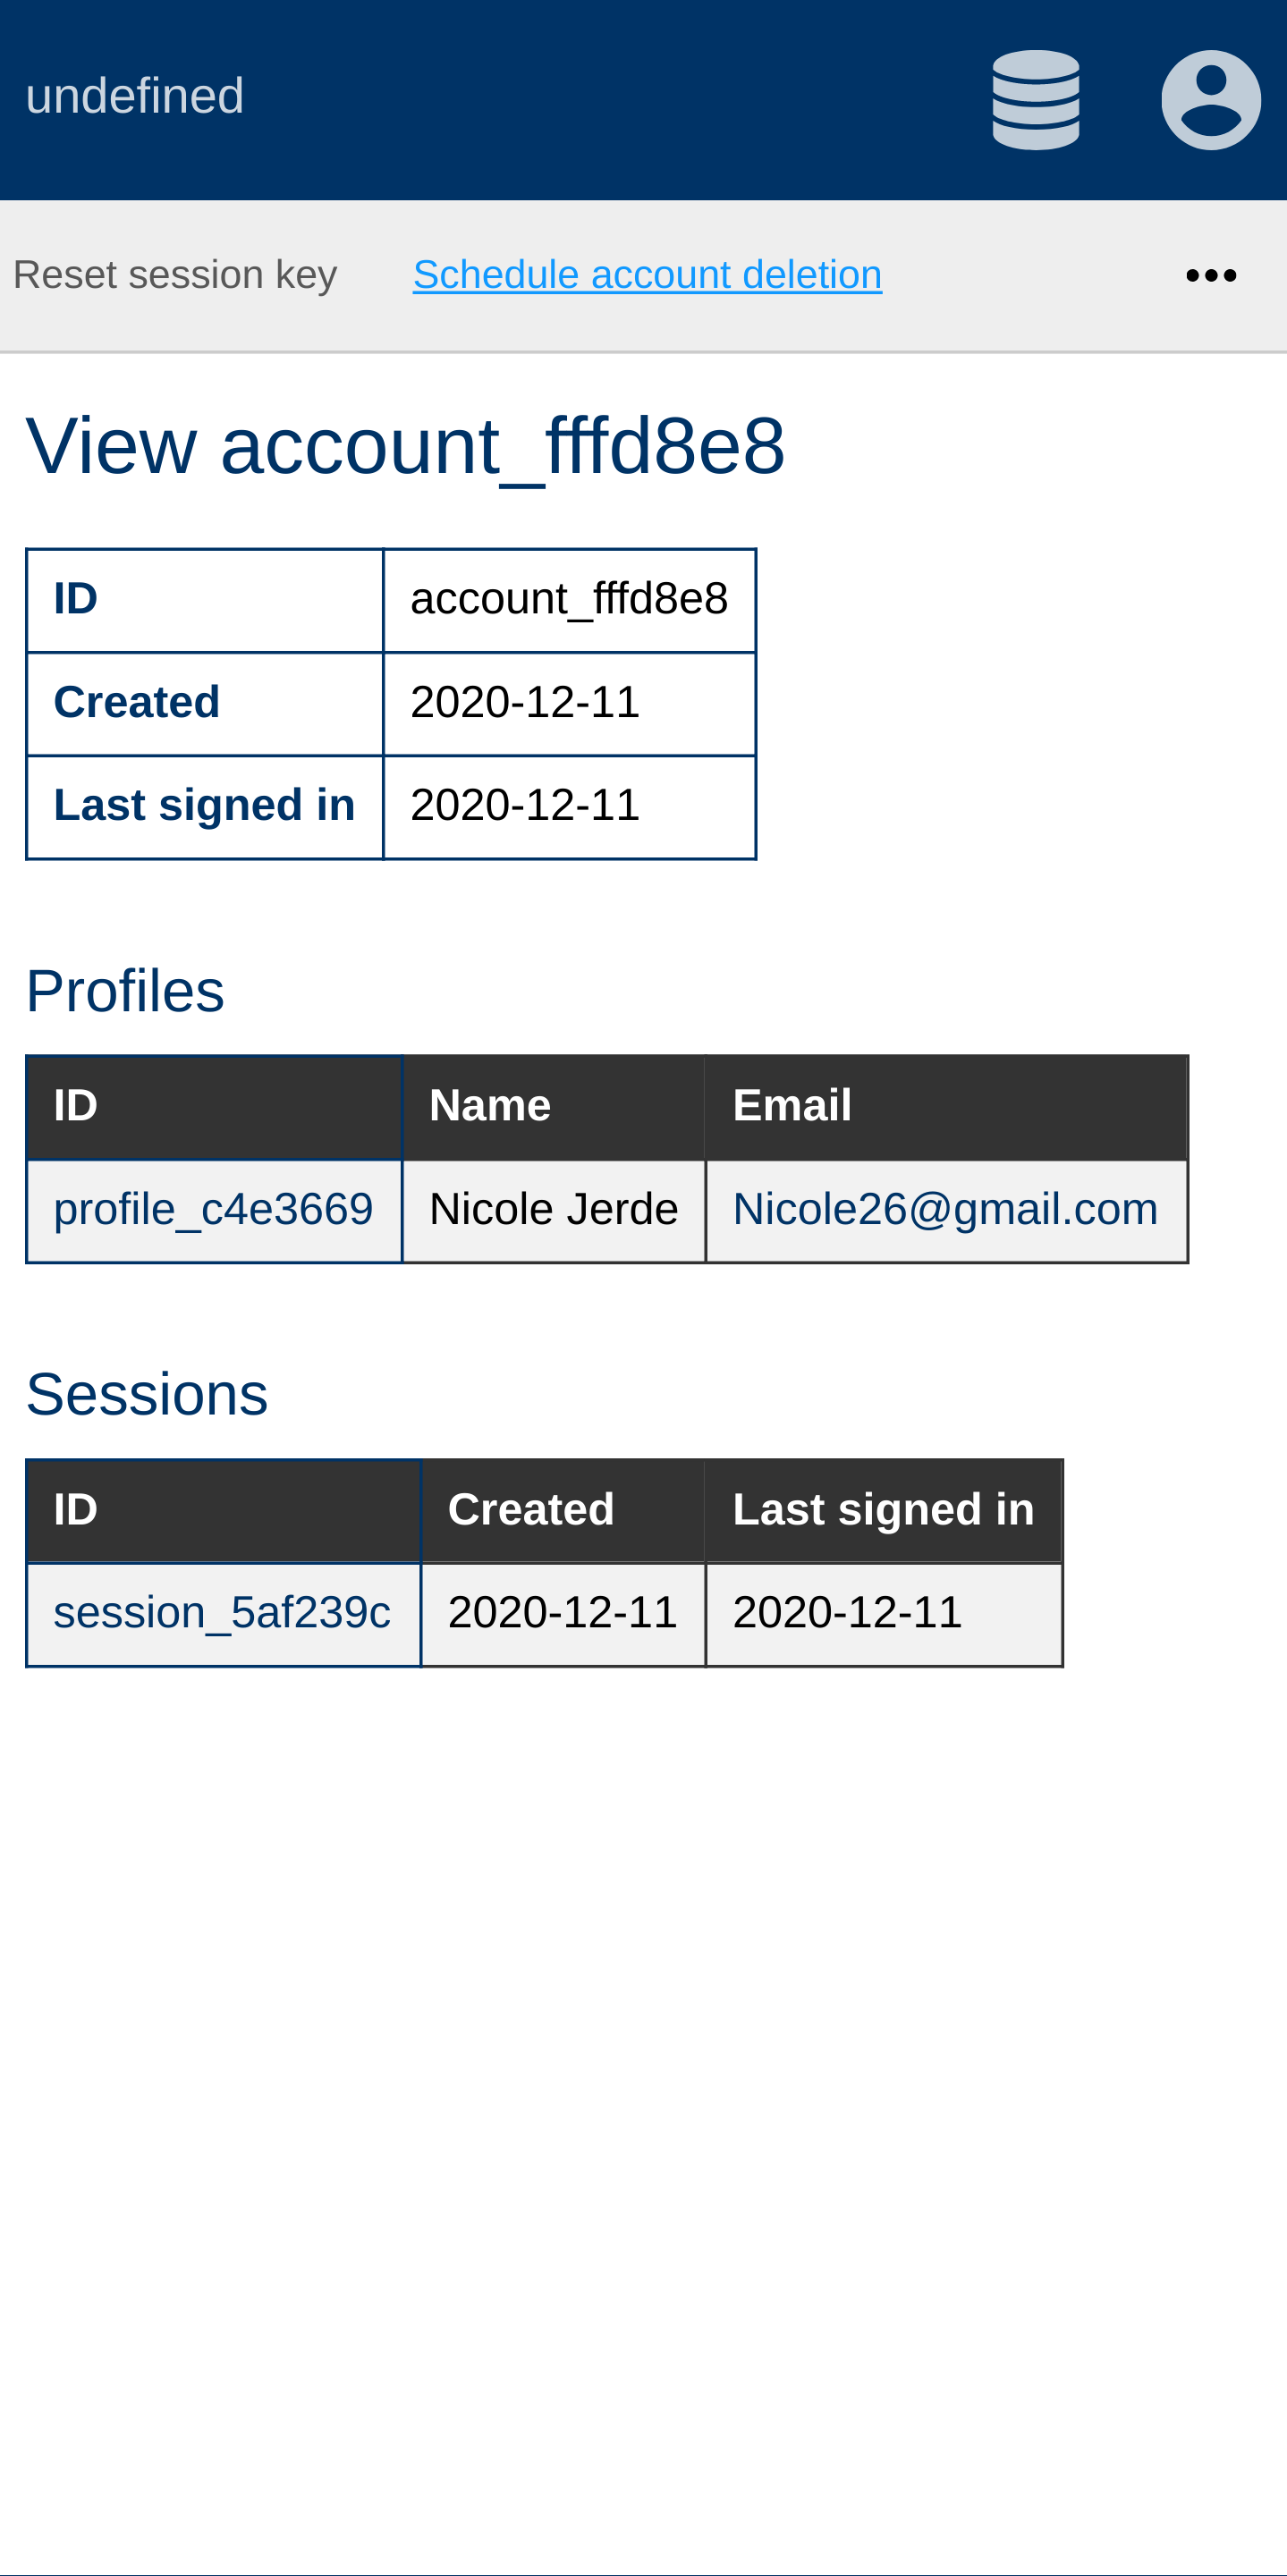 undefined
Reset session key Schedule account deletion •••
View account_fffd8e8
ID account_fffd8e8
Created 2020-12-11
Last signed in 2020-12-11
Profiles
ID Name Email
profile_c4e3669 Nicole Jerde Nicole26@gmail.com
Sessions
ID Created Last signed in
session_5af239c 2020-12-11 2020-12-11